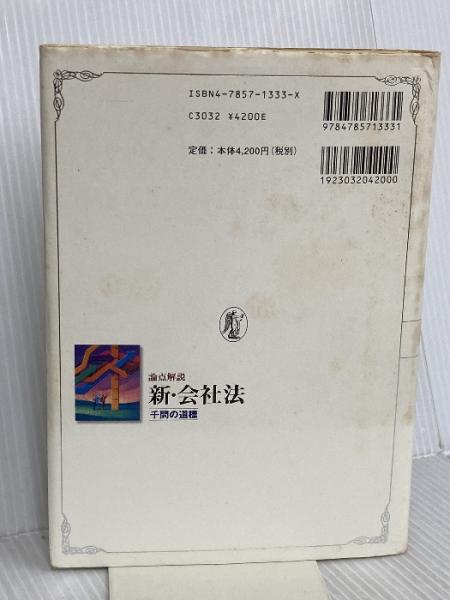 ISBN4-7857-1333-X
C3032 ¥4200E
定価：本体4,200円（税別）
9784785713331
1923032042000
論点解説
新・会社法
千問の道標